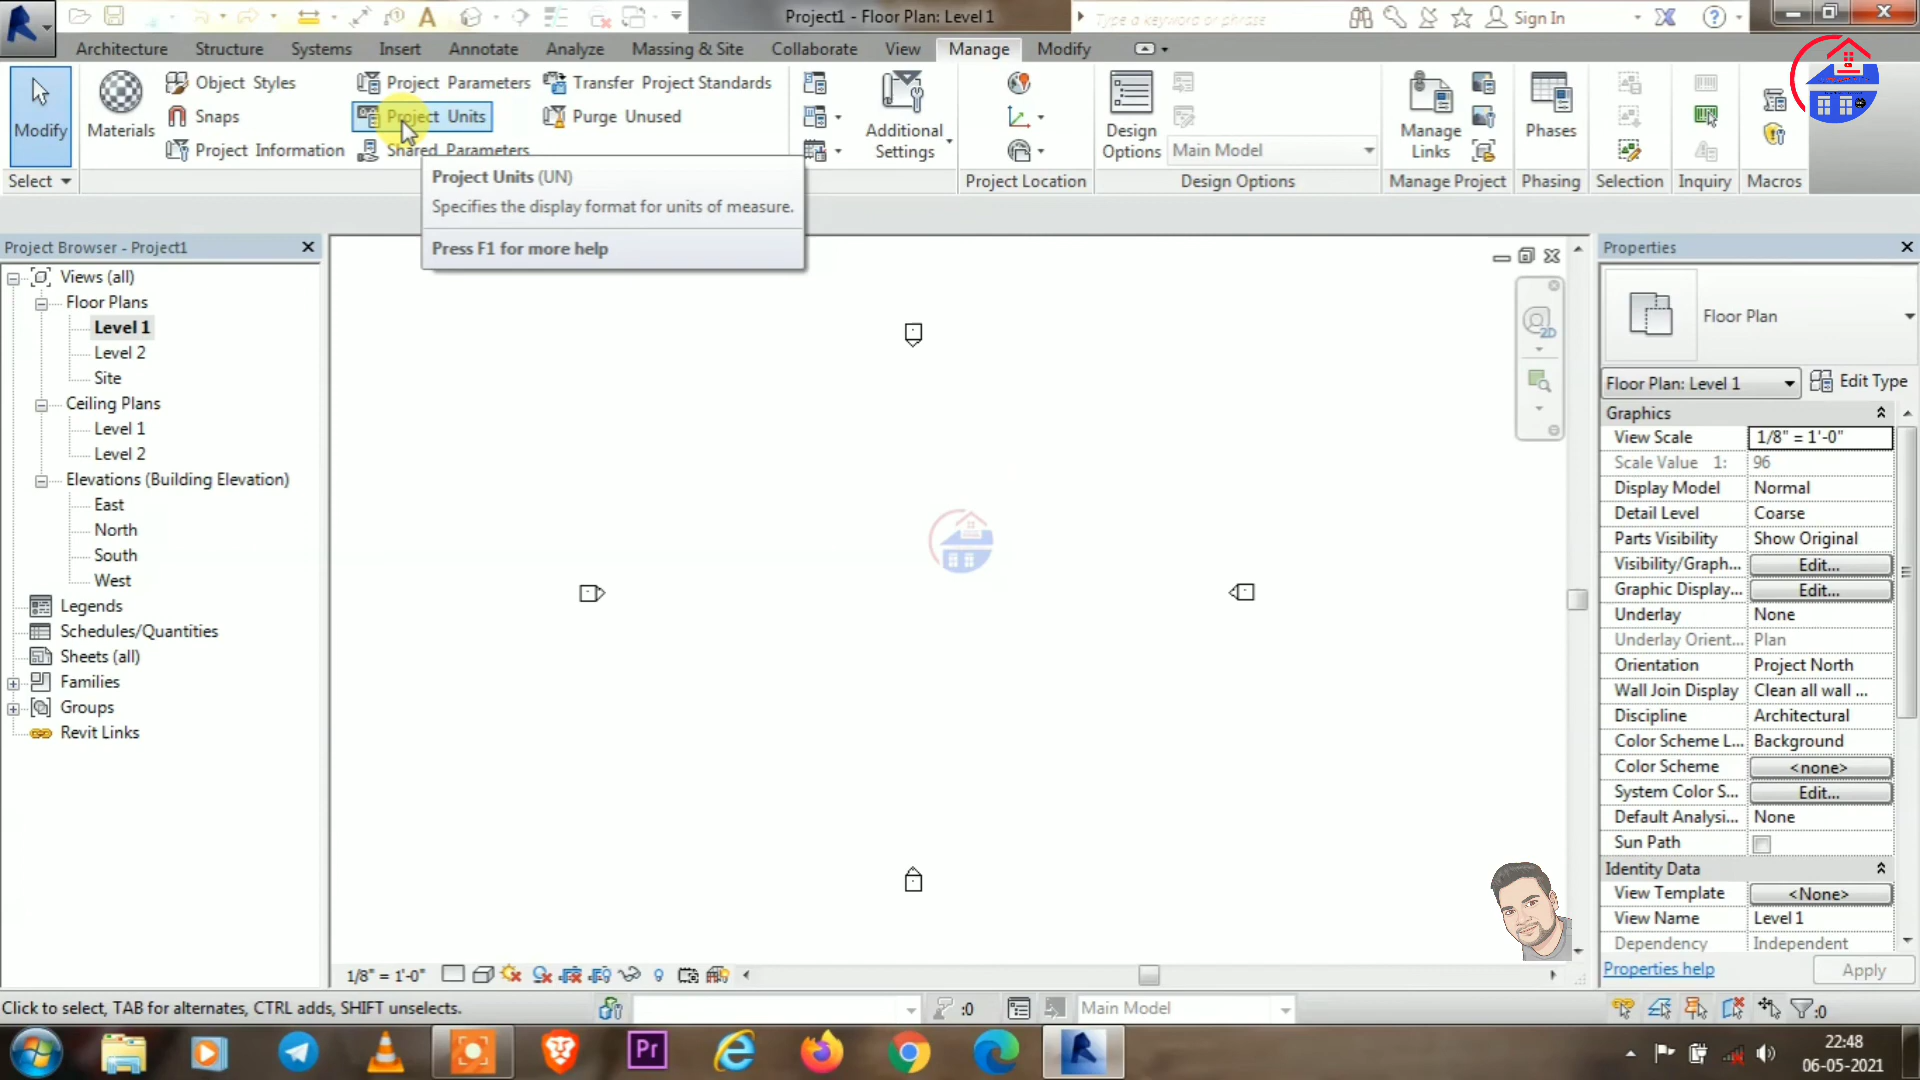 Project1 - Floor Plan: Level 1
Type a keyword or phrase
Sign In
Architecture Structure Systems Insert Annotate Analyze Massing & Site Collaborate View Manage Modify
Modify
Materials
Object Styles
Snaps
Project Information
Project Parameters
Project Units
Shared Parameters
Transfer Project Standards
Purge Unused
Additional Settings
Design Options
Main Model
Manage Links
Phases
Select
Project Location
Design Options
Manage Project
Phasing
Selection
Inquiry
Macros
Project Units (UN)
Specifies the display format for units of measure.
Press F1 for more help
Project Browser - Project1
Views (all)
Floor Plans
Level 1
Level 2
Site
Ceiling Plans
Level 1
Level 2
Elevations (Building Elevation)
East
North
South
West
Legends
Schedules/Quantities
Sheets (all)
Families
Groups
Revit Links
2D
Properties
Floor Plan
Floor Plan: Level 1
Edit Type
Graphics
View Scale 1/8" = 1'-0"
Scale Value 1: 96
Display Model Normal
Detail Level Coarse
Parts Visibility Show Original
Visibility/Graph... Edit...
Graphic Display... Edit...
Underlay None
Underlay Orient... Plan
Orientation Project North
Wall Join Display Clean all wall ...
Discipline Architectural
Color Scheme L... Background
Color Scheme <none>
System Color S... Edit...
Default Analysi... None
Sun Path
Identity Data
View Template <None>
View Name Level 1
Dependency Independent
Properties help
Apply
1/8" = 1'-0"
Click to select, TAB for alternates, CTRL adds, SHIFT unselects.
:0
Main Model
:0
Pr
22:48
06-05-2021